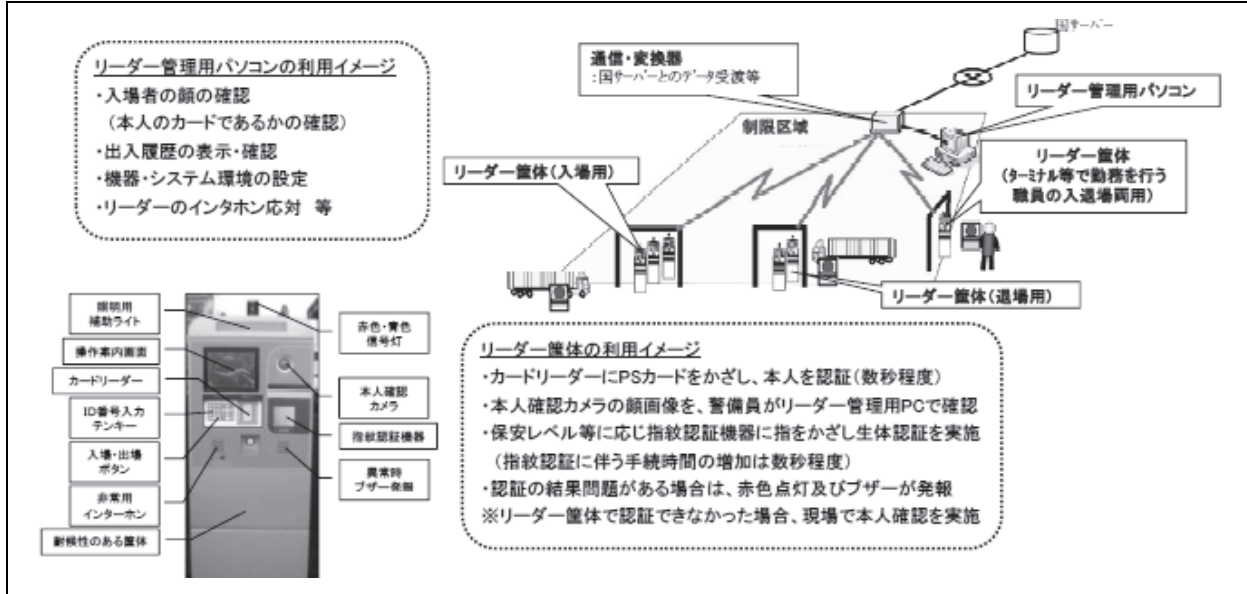 リーダー管理用パソコンの利用イメージ
・入場者の顔の確認
(本人のカードであるかの確認)
・出入履歴の表示・確認
・機器・システム環境の設定
・リーダーのインタホン応対 等
国サーバー
通信・変換器
:国サーバーとのデータ受渡等
リーダー管理用パソコン
制限区域
リーダー筐体(入場用)
リーダー筐体
(ターミナル等で勤務を行う
職員の入退場両用)
リーダー筐体(退場用)
照明用
補助ライト
操作案内画面
カードリーダー
ID番号入力
テンキー
入場・出場
ボタン
非常用
インターホン
耐候性のある筐体
赤色・青色
信号灯
本人確認
カメラ
指紋認証機器
異常時
ブザー発報
リーダー筐体の利用イメージ
・カードリーダーにPSカードをかざし、本人を認証(数秒程度)
・本人確認カメラの顔画像を、警備員がリーダー管理用PCで確認
・保安レベル等に応じ指紋認証機器に指をかざし生体認証を実施
(指紋認証に伴う手続時間の増加は数秒程度)
・認証の結果問題がある場合は、赤色点灯及びブザーが発報
※リーダー筐体で認証できなかった場合、現場で本人確認を実施